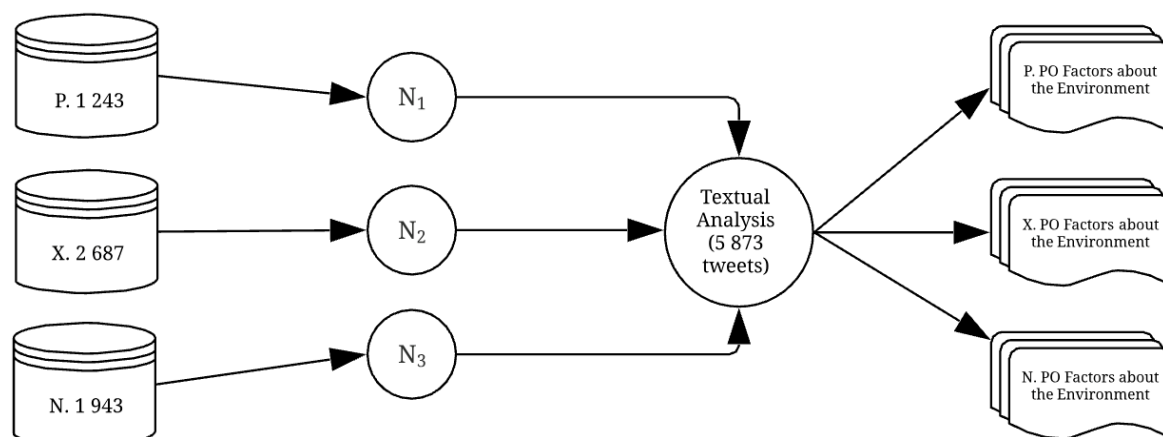 P. 1 243
N₁
P. PO Factors about
the Environment
X. 2 687
N₂
Textual
Analysis
(5 873
tweets)
X. PO Factors about
the Environment
N. 1 943
N₃
N. PO Factors about
the Environment